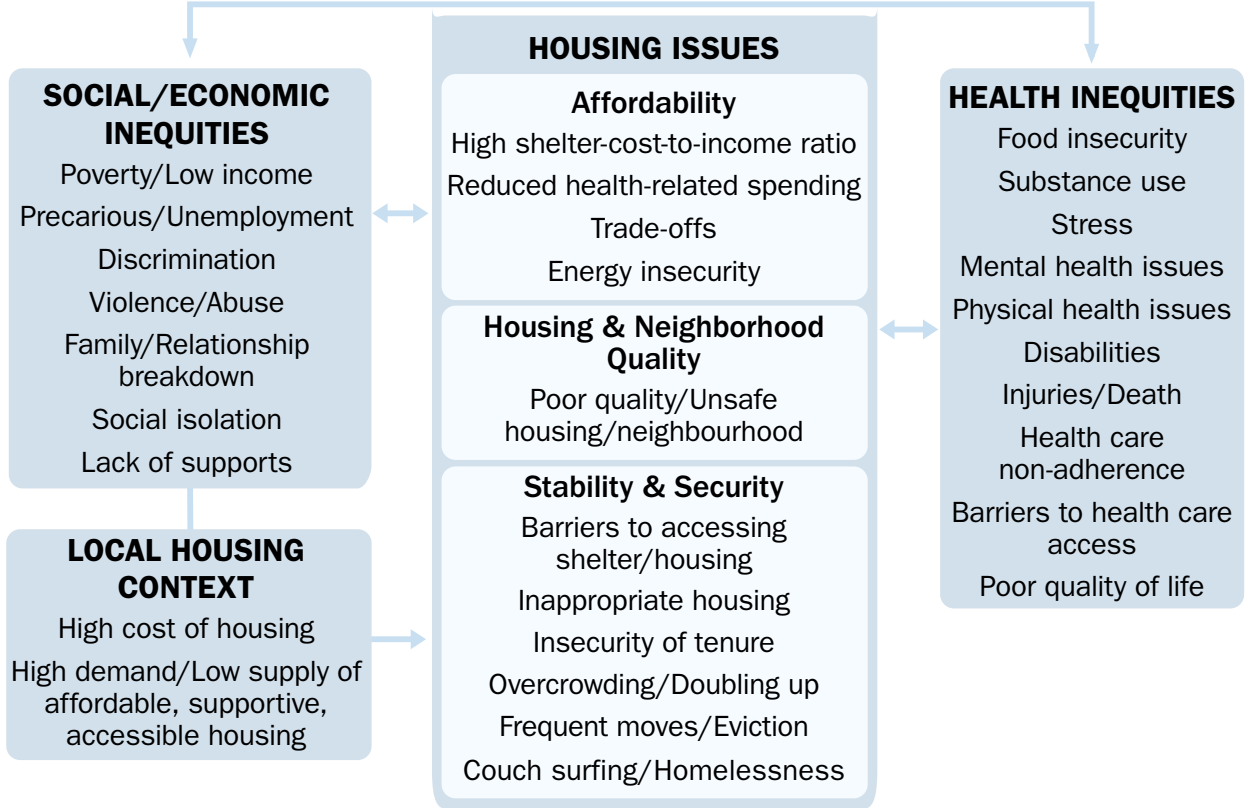 SOCIAL/ECONOMIC
INEQUITIES
Poverty/Low income
Precarious/Unemployment
Discrimination
Violence/Abuse
Family/Relationship
breakdown
Social isolation
Lack of supports
LOCAL HOUSING
CONTEXT
High cost of housing
High demand/Low supply of
affordable, supportive,
accessible housing
HOUSING ISSUES
Affordability
High shelter-cost-to-income ratio
Reduced health-related spending
Trade-offs
Energy insecurity
Housing & Neighborhood
Quality
Poor quality/Unsafe
housing/neighbourhood
Stability & Security
Barriers to accessing
shelter/housing
Inappropriate housing
Insecurity of tenure
Overcrowding/Doubling up
Frequent moves/Eviction
Couch surfing/Homelessness
HEALTH INEQUITIES
Food insecurity
Substance use
Stress
Mental health issues
Physical health issues
Disabilities
Injuries/Death
Health care
non-adherence
Barriers to health care
access
Poor quality of life